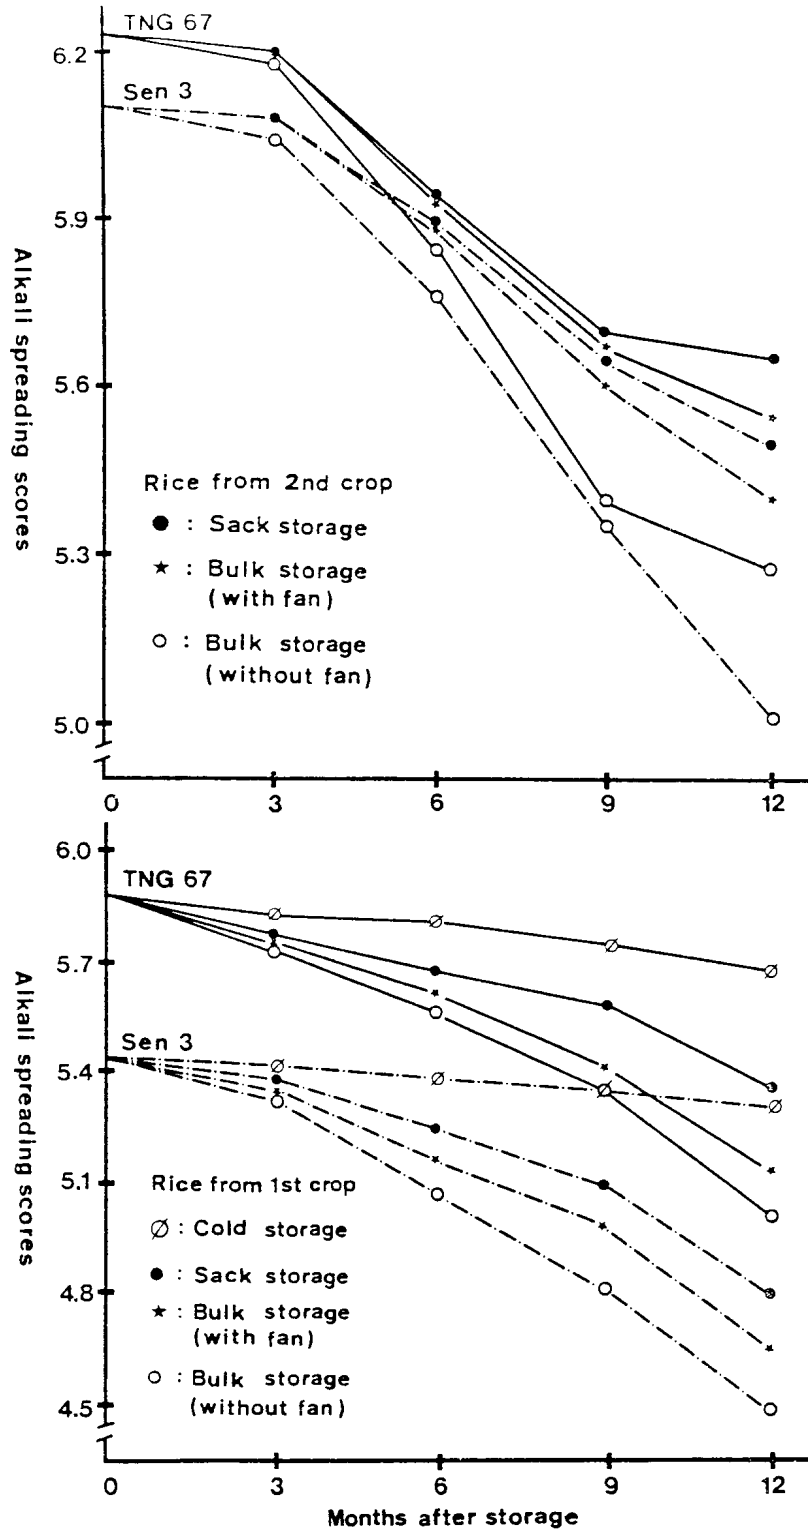 TNG 67
6.2
Sen 3
5.9
Alkali spreading scores
5.6
Rice from 2nd crop
● : Sack storage
★ : Bulk storage
(with fan)
○ : Bulk storage
(without fan)
5.3
5.0
0 3 6 9 12
6.0
TNG 67
5.7
Alkali spreading scores
Sen 3
5.4
5.1
Rice from 1st crop
∅ : Cold storage
● : Sack storage
★ : Bulk storage
(with fan)
○ : Bulk storage
(without fan)
4.8
4.5
0 3 6 9 12
Months after storage